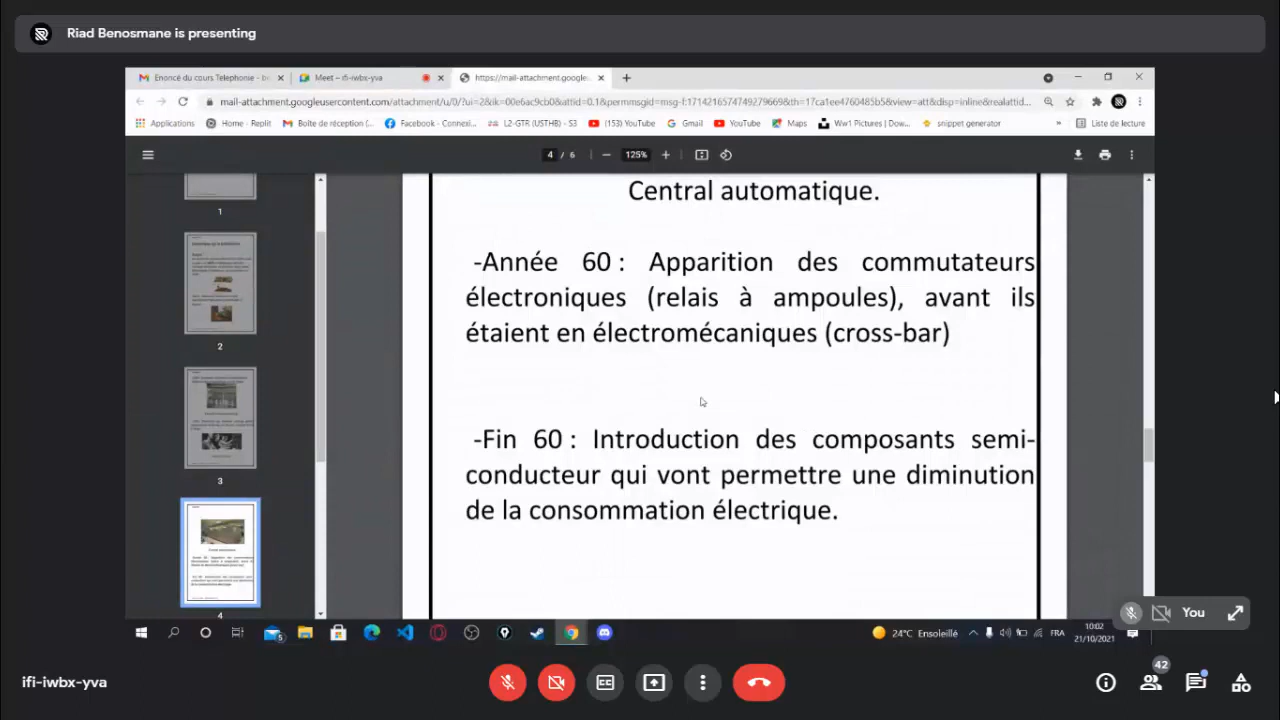 Riad Benosmane is presenting
Enoncé du cours Telephonie - b
Meet – ifi-iwbx-yva
https://mail-attachment.google
mail-attachment.googleusercontent.com/attachment/u/0/?ui=2&ik=00e6ac9cb0&attid=0.1&permmsgid=msg-f:1714216574749279669&th=17ca1ee4760485b5&view=att&disp=inline&realattid...
Applications
Home - Replit
Boîte de réception (...
Facebook - Connexi...
L2-GTR (USTHB) - S3
(153) YouTube
Gmail
YouTube
Maps
Ww1 Pictures | Dow...
snippet generator
»
Liste de lecture
4 / 6
125%
1
2
3
4
Central automatique.
-Année 60 : Apparition des commutateurs
électroniques (relais à ampoules), avant ils
étaient en électromécaniques (cross-bar)
-Fin 60 : Introduction des composants semi-
conducteur qui vont permettre une diminution
de la consommation électrique.
You
5
24°C Ensoleillé
FRA
10:02
21/10/2021
ifi-iwbx-yva
42